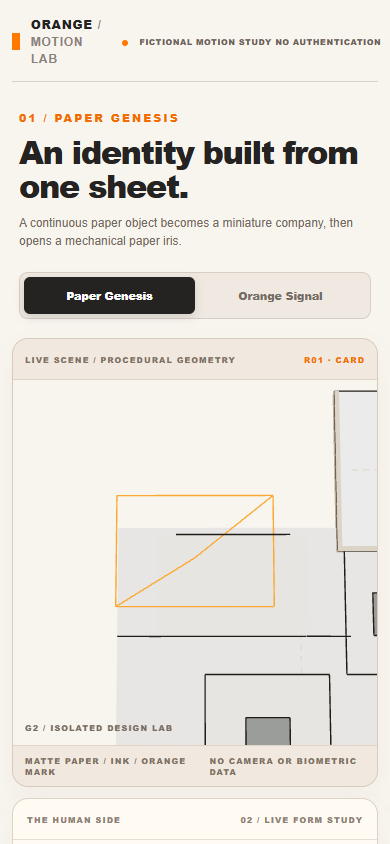 ORANGE /
MOTION
LAB
FICTIONAL MOTION STUDY NO AUTHENTICATION
01 / PAPER GENESIS
An identity built from
one sheet.
A continuous paper object becomes a miniature company, then
opens a mechanical paper iris.
Paper Genesis
Orange Signal
LIVE SCENE / PROCEDURAL GEOMETRY
R01 · CARD
G2 / ISOLATED DESIGN LAB
MATTE PAPER / INK / ORANGE
MARK
NO CAMERA OR BIOMETRIC
DATA
THE HUMAN SIDE
02 / LIVE FORM STUDY